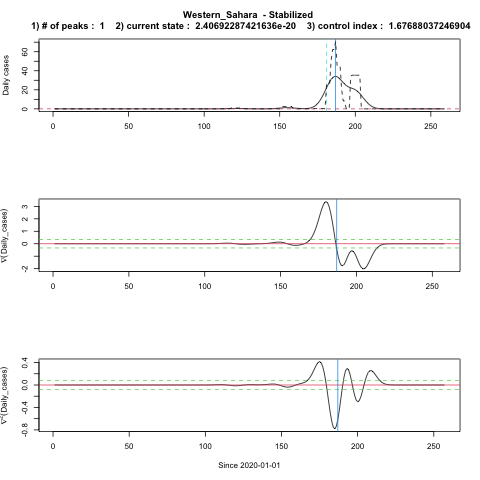 Western_Sahara - Stabilized
1) # of peaks : 1 2) current state : 2.40692287421636e-20 3) control index : 1.67688037246904
Daily cases
0 20 40 60
0 50 100 150 200 250
∇(Daily_cases)
-2 0 1 2 3
0 50 100 150 200 250
∇²(Daily_cases)
-0.8 -0.4 0.0 0.4
0 50 100 150 200 250
Since 2020-01-01